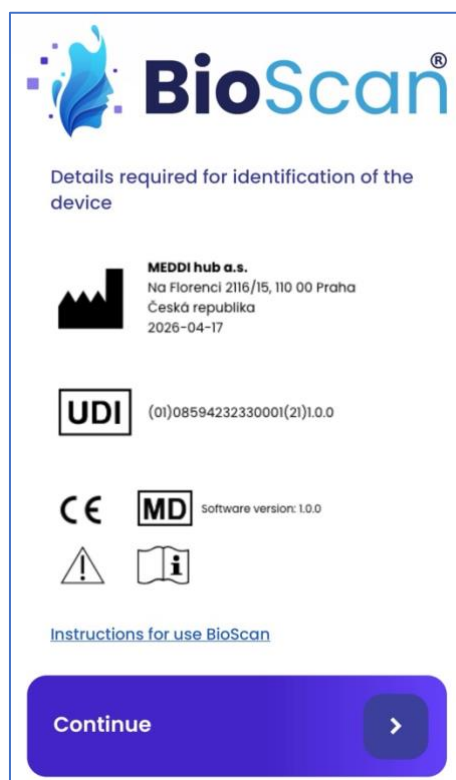 BioScan®
Details required for identification of the
device
MEDDI hub a.s.
Na Florenci 2116/15, 110 00 Praha
Česká republika
2026-04-17
UDI
(01)08594232330001(21)1.0.0
CE
MD
Software version: 1.0.0
Instructions for use BioScan
Continue